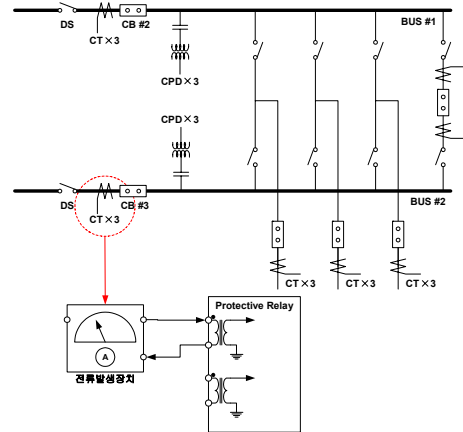 BUS #1
DS
CT×3
CB #2
CPD×3
CPD×3
DS
CT×3
CB #3
BUS #2
CT×3
CT×3
CT×3
Protective Relay
A
전류발생장치